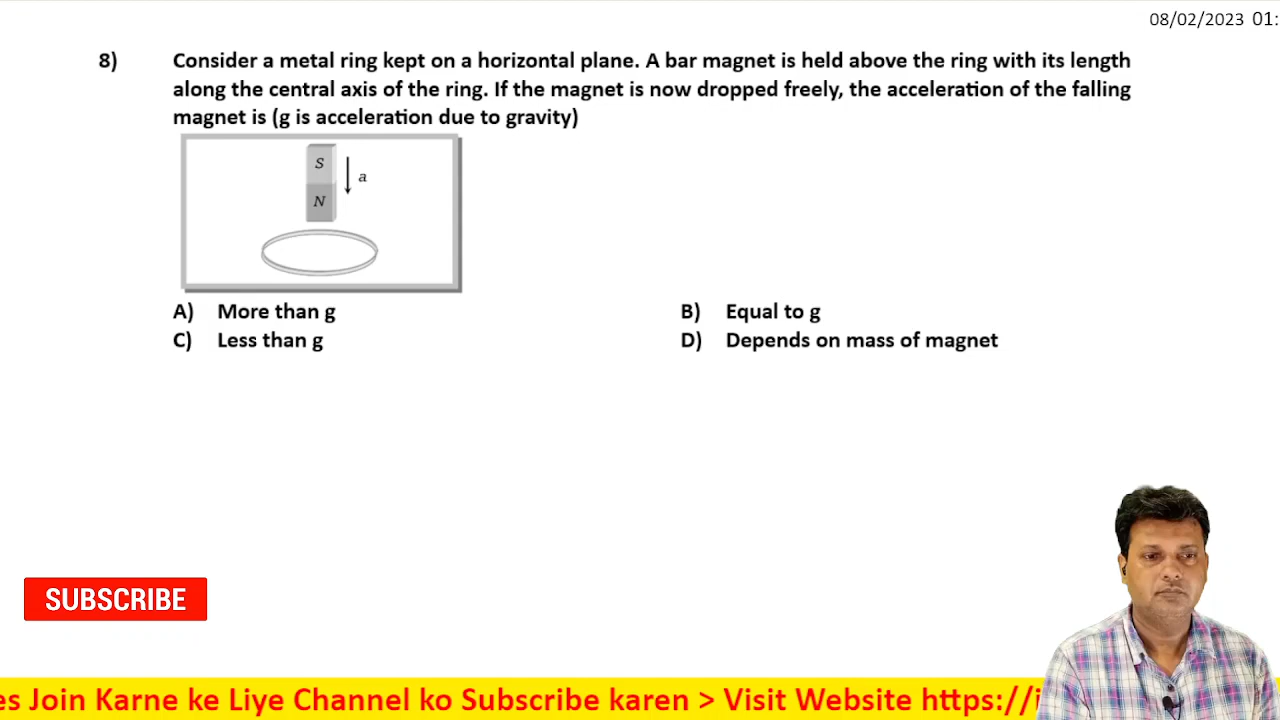 08/02/2023 01:
8) Consider a metal ring kept on a horizontal plane. A bar magnet is held above the ring with its length
along the central axis of the ring. If the magnet is now dropped freely, the acceleration of the falling
magnet is (g is acceleration due to gravity)
S
a
N
A) More than g B) Equal to g
C) Less than g D) Depends on mass of magnet
SUBSCRIBE
es Join Karne ke Liye Channel ko Subscribe karen > Visit Website https://i